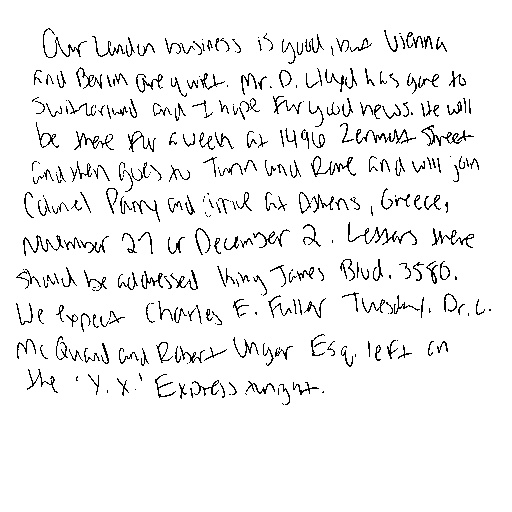 Our London business is good, but Vienna
and Berlin are quiet. Mr. D. Lloyd has gone to
Switzerland and I hope for good news. He will
be there for a week at 1496 Zermott Street
and then goes to Turin and Rome and will join
Colonel Parry and arrive at Athens, Greece,
November 27 or December 2. Letters there
should be addressed King James Blvd. 3580.
We expect Charles E. Fuller Tuesday. Dr. L.
McQuaid and Robert Unger Esq. left on
the 'Y.X.' Express tonight.